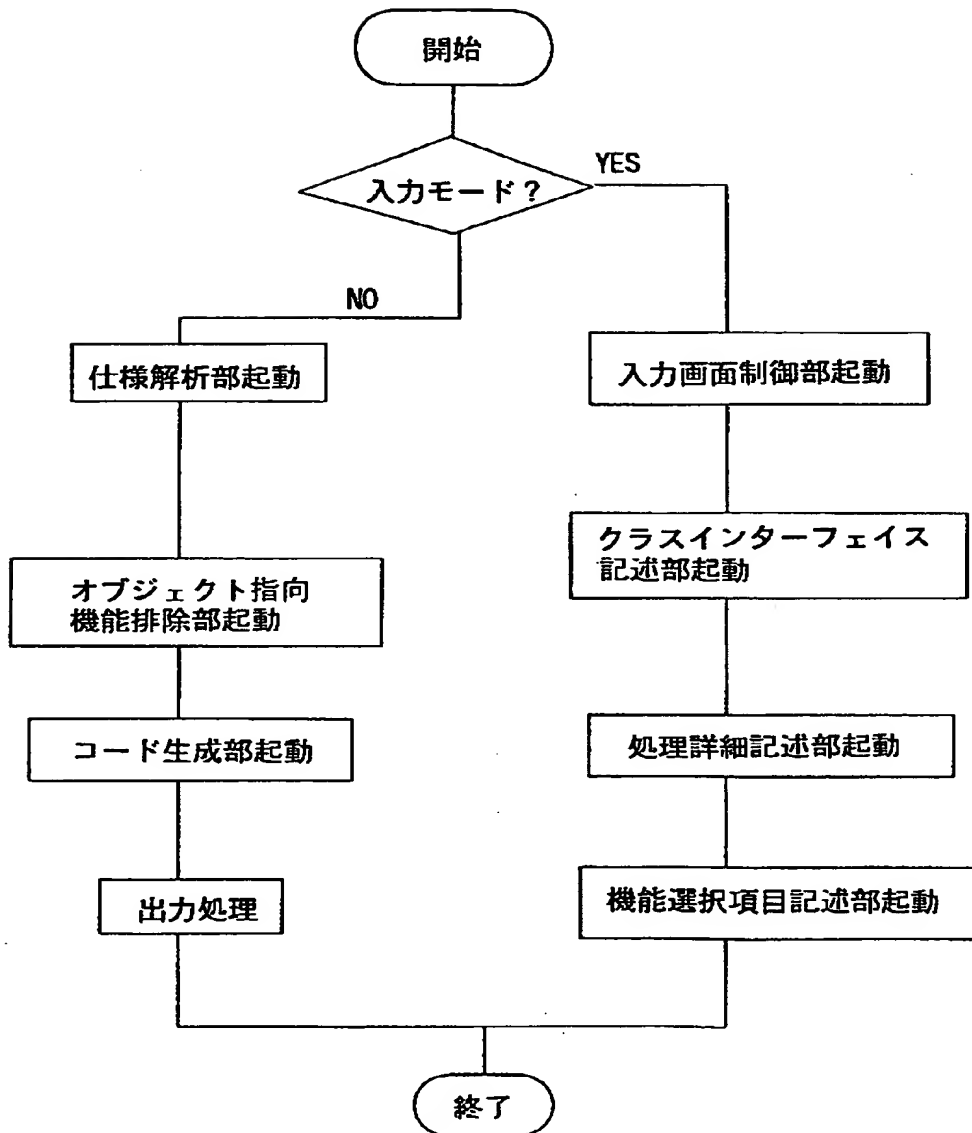 開始
入力モード？
YES
NO
仕様解析部起動
入力画面制御部起動
クラスインターフェイス
記述部起動
オブジェクト指向
機能排除部起動
コード生成部起動
処理詳細記述部起動
出力処理
機能選択項目記述部起動
終了